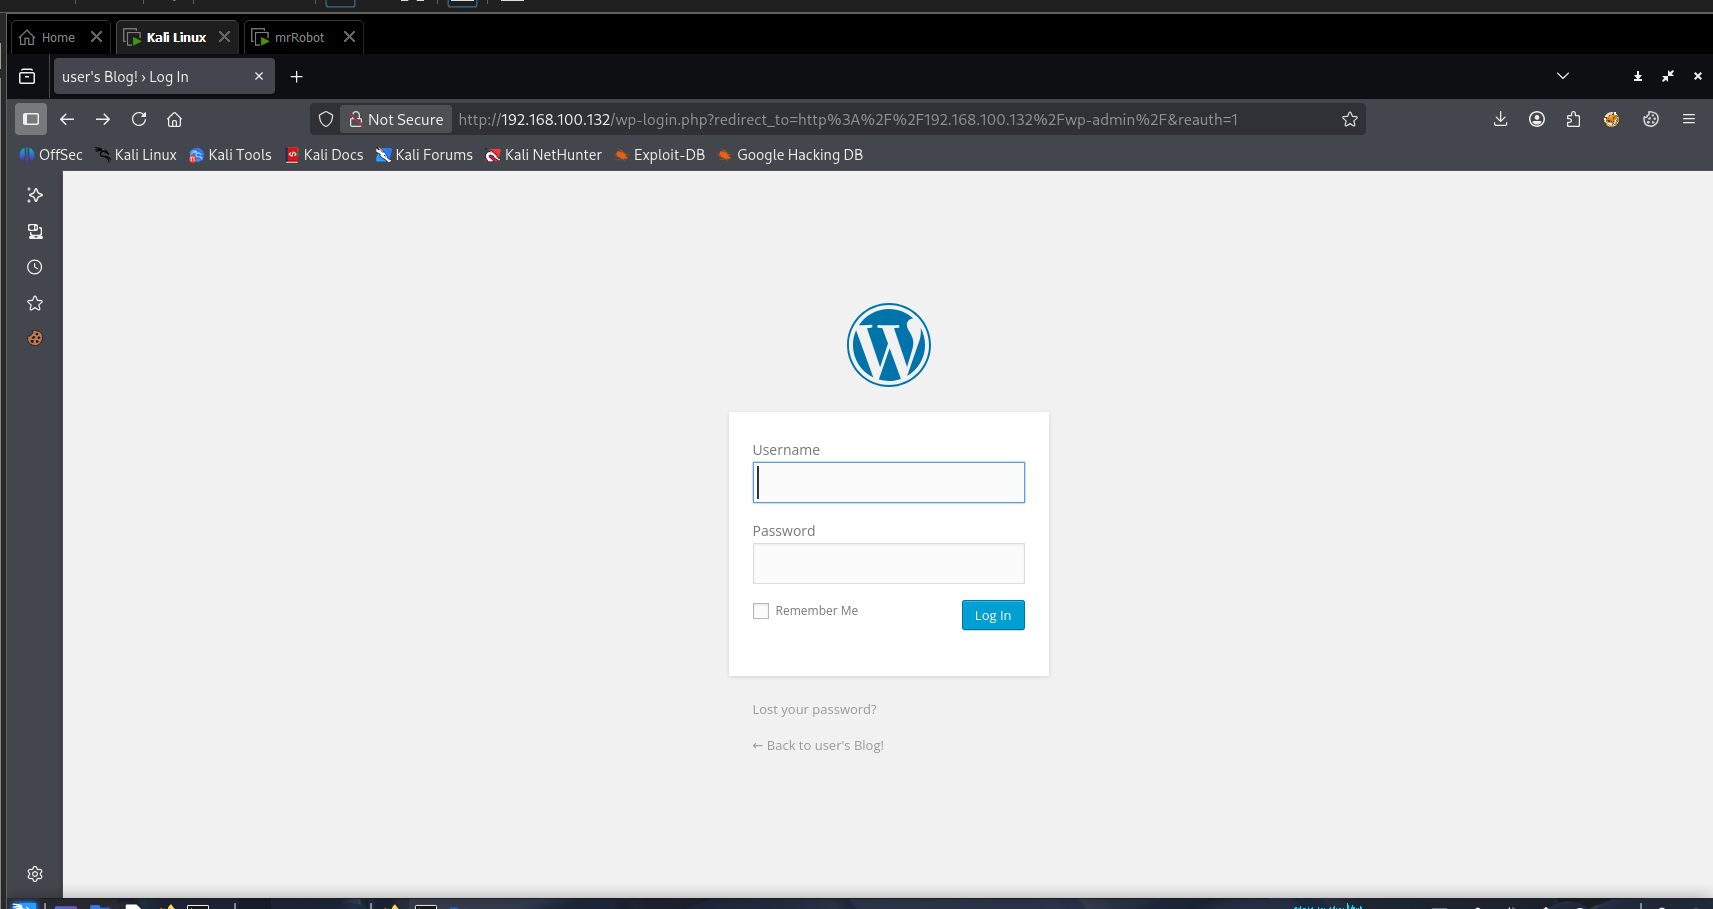 Home
Kali Linux
mrRobot
user's Blog! › Log In
Not Secure
http://192.168.100.132/wp-login.php?redirect_to=http%3A%2F%2F192.168.100.132%2Fwp-admin%2F&reauth=1
OffSec
Kali Linux
Kali Tools
Kali Docs
Kali Forums
Kali NetHunter
Exploit-DB
Google Hacking DB
Username
Password
Remember Me
Log In
Lost your password?
← Back to user's Blog!